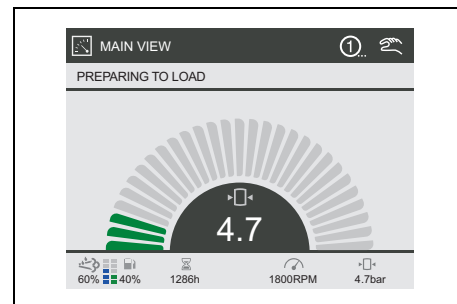 MAIN VIEW
1...
PREPARING TO LOAD
4.7
60% 40% 1286h 1800RPM 4.7bar